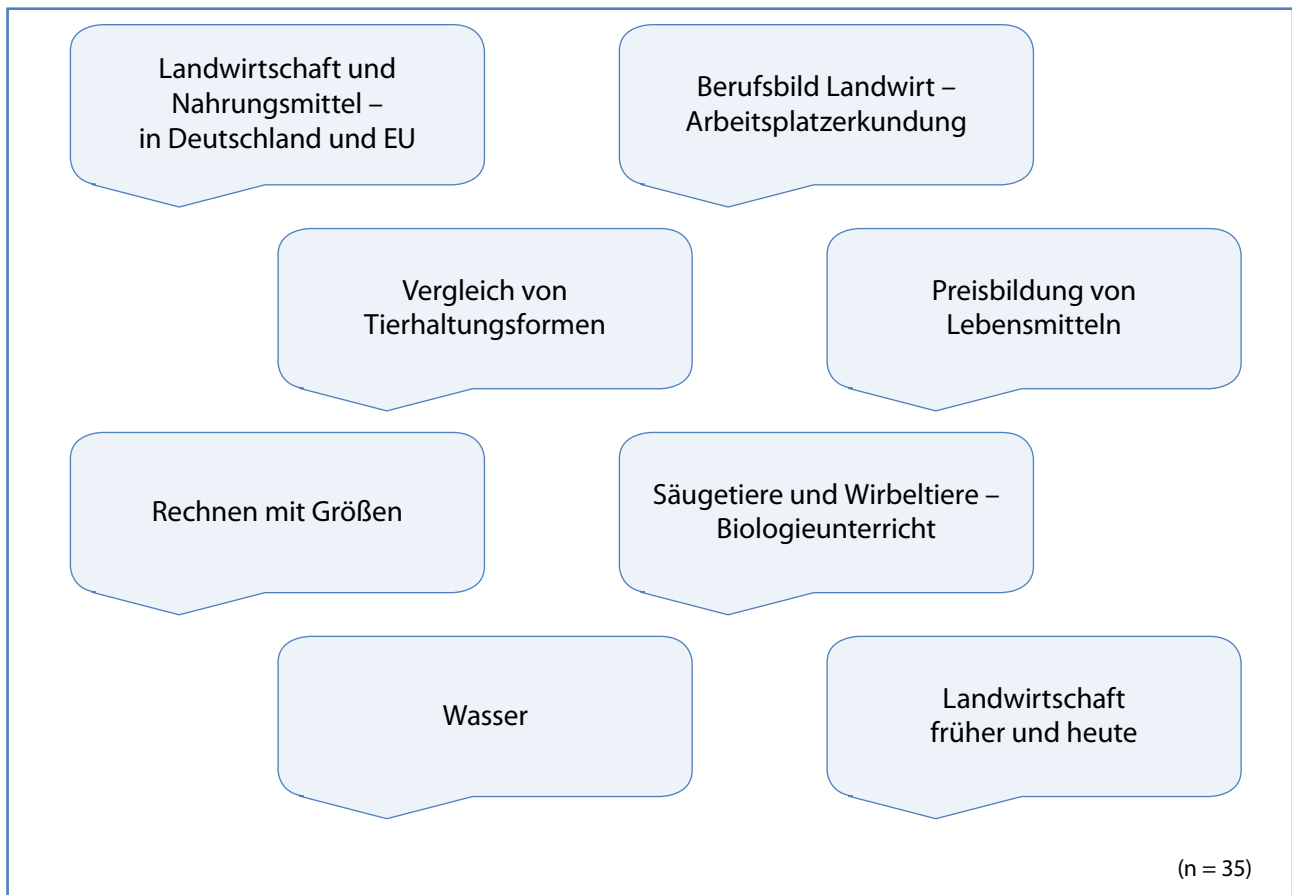 Landwirtschaft und
Nahrungsmittel –
in Deutschland und EU
Berufsbild Landwirt –
Arbeitsplatzerkundung
Vergleich von
Tierhaltungsformen
Preisbildung von
Lebensmitteln
Rechnen mit Größen
Säugetiere und Wirbeltiere –
Biologieunterricht
Wasser
Landwirtschaft
früher und heute
(n = 35)